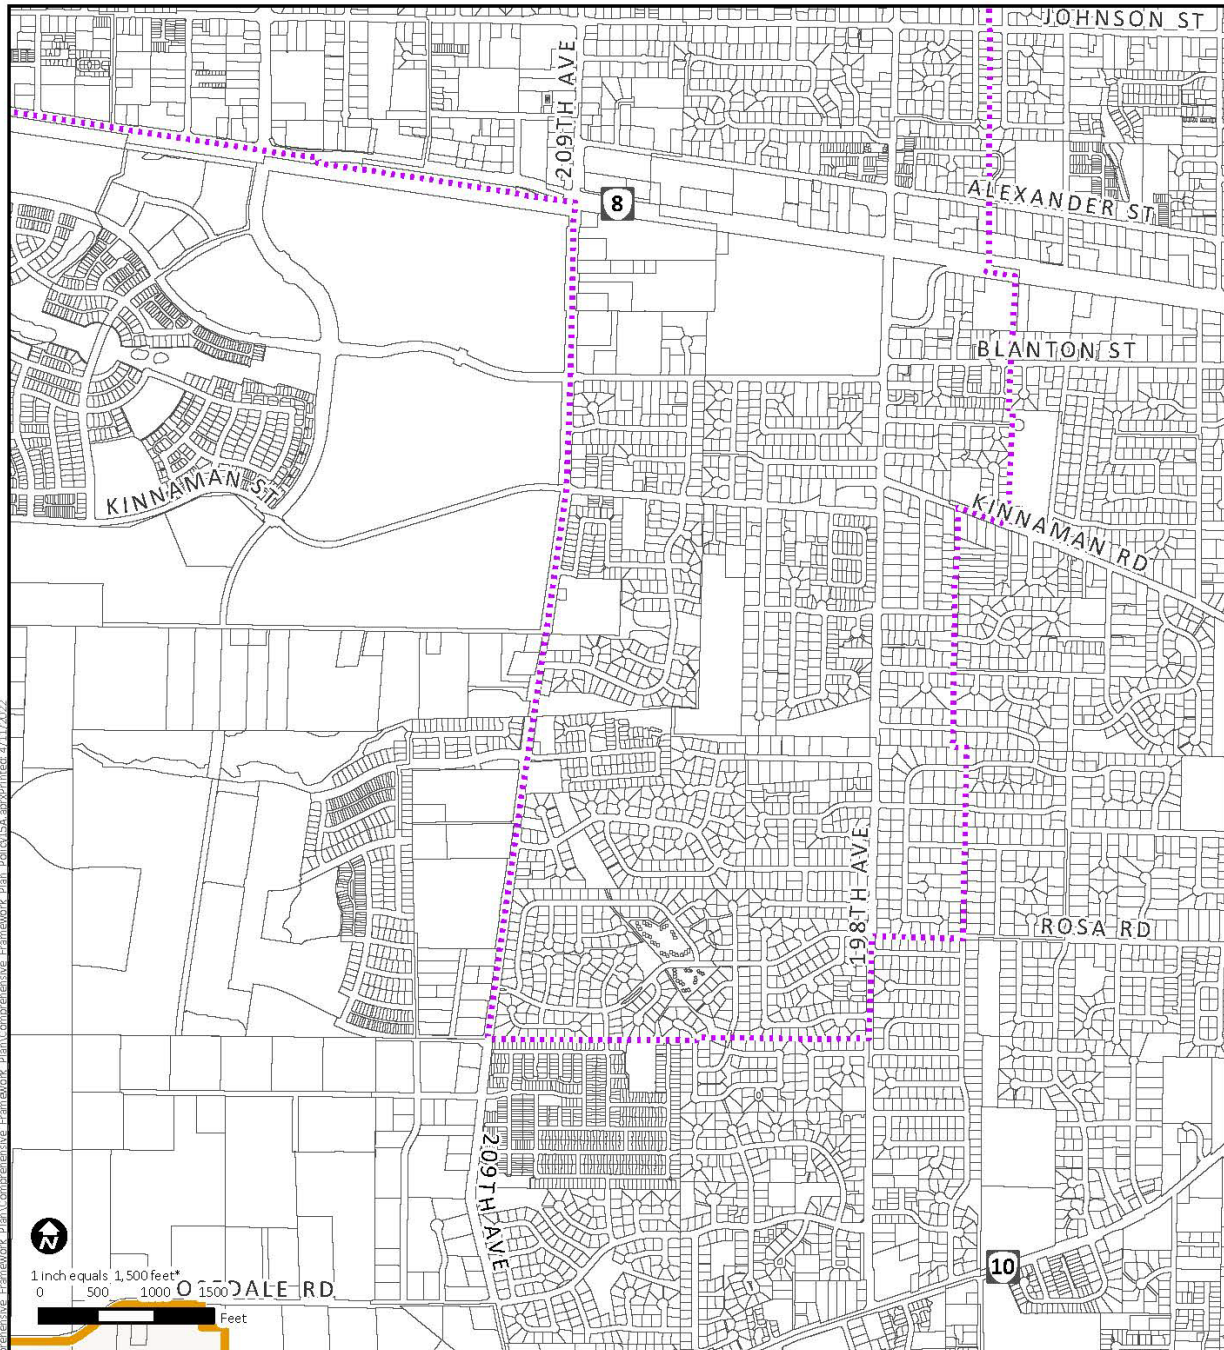 JOHNSON ST
209TH AVE
8
ALEXANDER ST
BLANTON ST
KINNAMAN ST
KINNAMAN RD
198TH AVE
ROSA RD
209TH AVE
10
N
1 inch equals 1,500 feet*
0 500 1000 1500
Feet
DALE RD